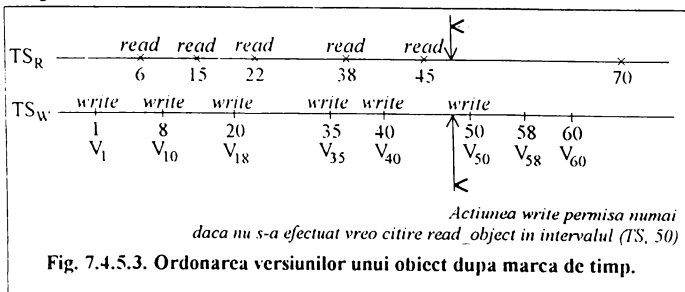 read read read read read
TS_R
6 15 22 38 45 70
write write write write write write
TS_W
1 8 20 35 40 50 58 60
V_1 V_10 V_18 V_35 V_40 V_50 V_58 V_60
Actiunea write permisa numai
daca nu s-a efectuat vreo citire read_object in intervalul (TS, 50)
Fig. 7.4.5.3. Ordonarea versiunilor unui obiect dupa marca de timp.